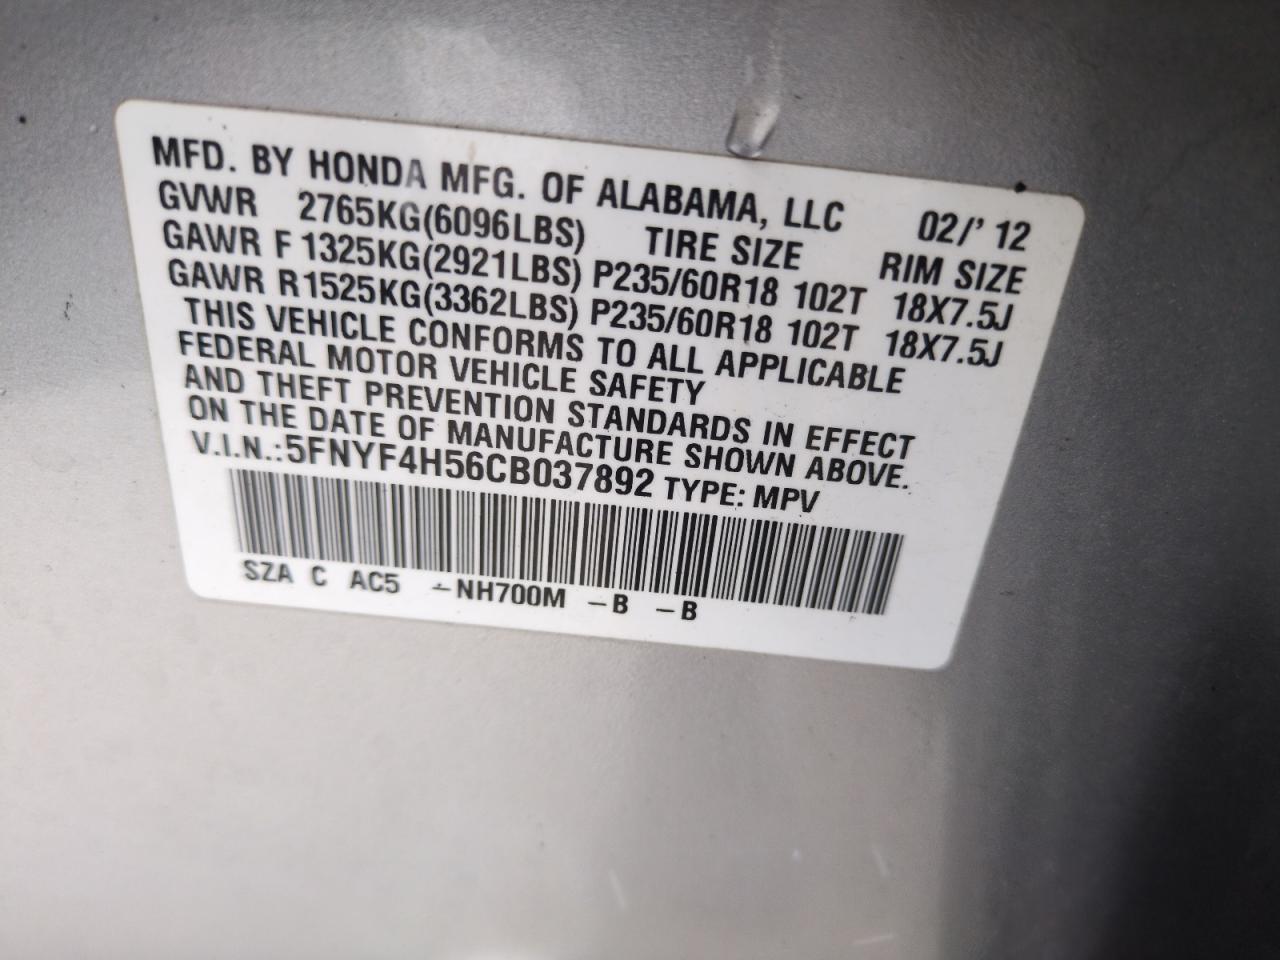 MFD. BY HONDA MFG. OF ALABAMA, LLC 02/' 12
GVWR 2765KG(6096LBS) TIRE SIZE RIM SIZE
GAWR F 1325KG(2921LBS) P235/60R18 102T 18X7.5J
GAWR R1525KG(3362LBS) P235/60R18 102T 18X7.5J
THIS VEHICLE CONFORMS TO ALL APPLICABLE
FEDERAL MOTOR VEHICLE SAFETY
AND THEFT PREVENTION STANDARDS IN EFFECT
ON THE DATE OF MANUFACTURE SHOWN ABOVE.
V.I.N.:5FNYF4H56CB037892 TYPE: MPV
SZA C AC5 -NH700M -B -B